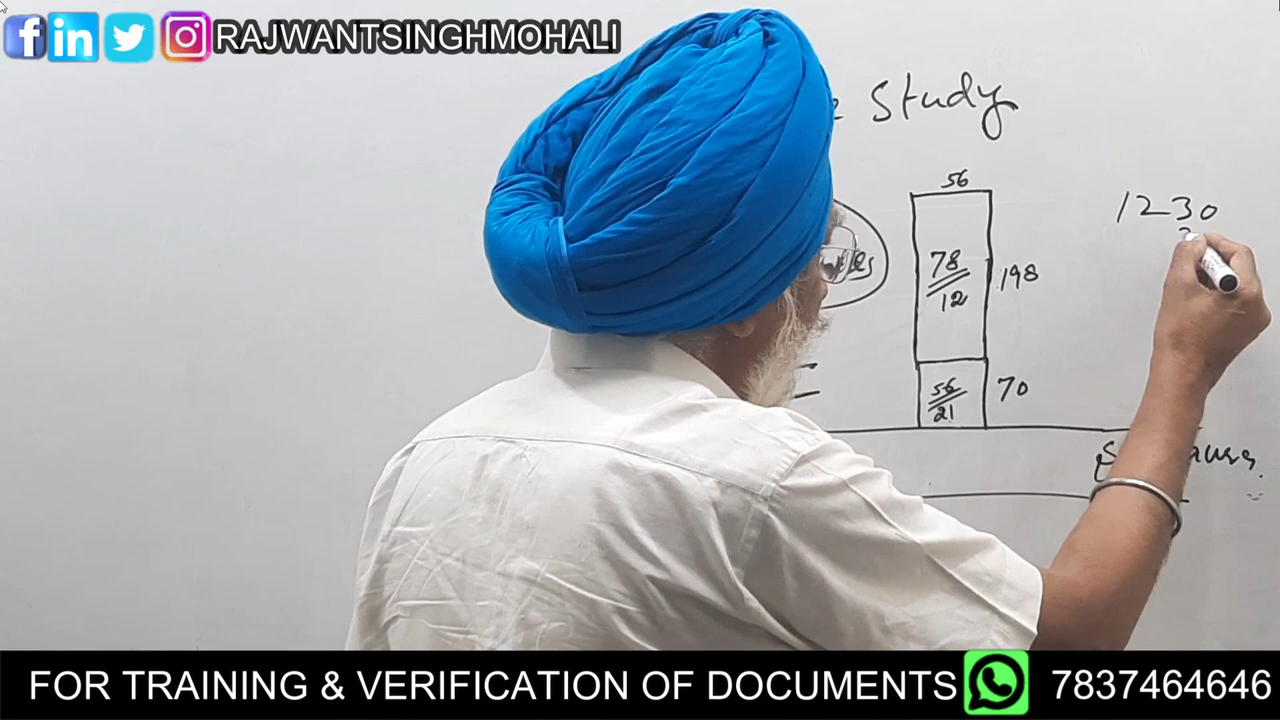 RAJWANTSINGHMOHALI
Study
56
1230
78
12
198
56
21
70
FOR TRAINING & VERIFICATION OF DOCUMENTS 7837464646